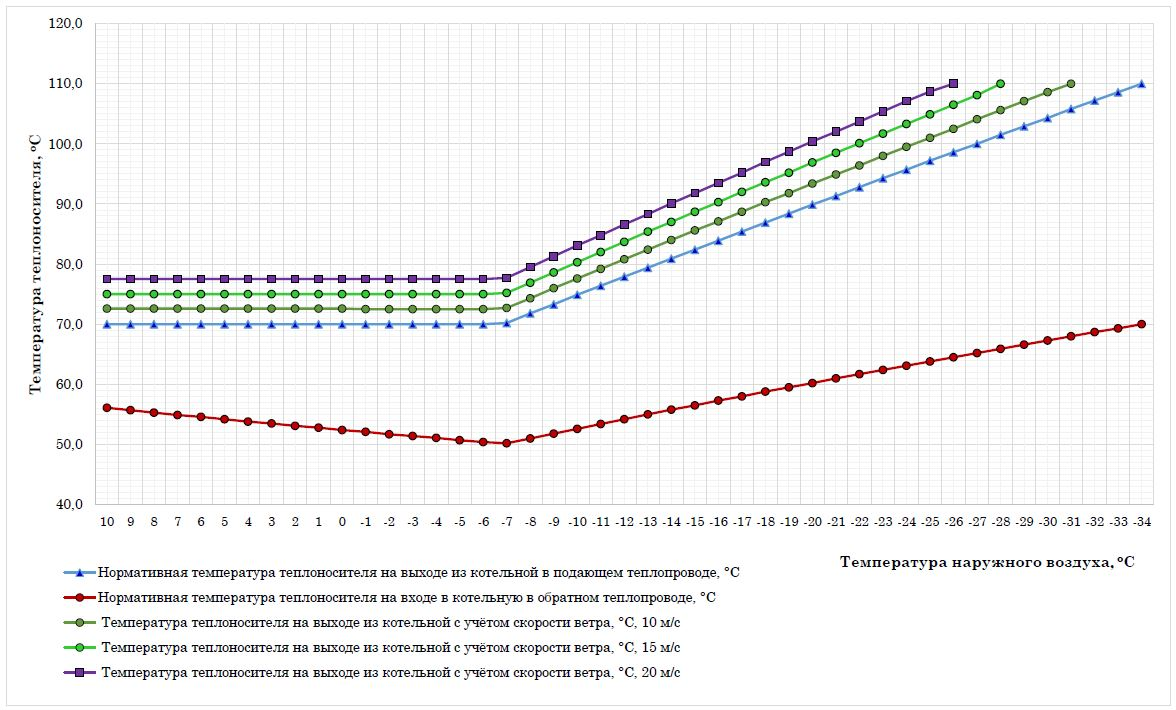 120,0
110,0
100,0
90,0
80,0
70,0
60,0
50,0
40,0
Температура теплоносителя, °С
10 9 8 7 6 5 4 3 2 1 0 -1 -2 -3 -4 -5 -6 -7 -8 -9 -10 -11 -12 -13 -14 -15 -16 -17 -18 -19 -20 -21 -22 -23 -24 -25 -26 -27 -28 -29 -30 -31 -32 -33 -34
Температура наружного воздуха, °С
Нормативная температура теплоносителя на выходе из котельной в подающем теплопроводе, °С
Нормативная температура теплоносителя на входе в котельную в обратном теплопроводе, °С
Температура теплоносителя на выходе из котельной с учётом скорости ветра, °С, 10 м/с
Температура теплоносителя на выходе из котельной с учётом скорости ветра, °С, 15 м/с
Температура теплоносителя на выходе из котельной с учётом скорости ветра, °С, 20 м/с